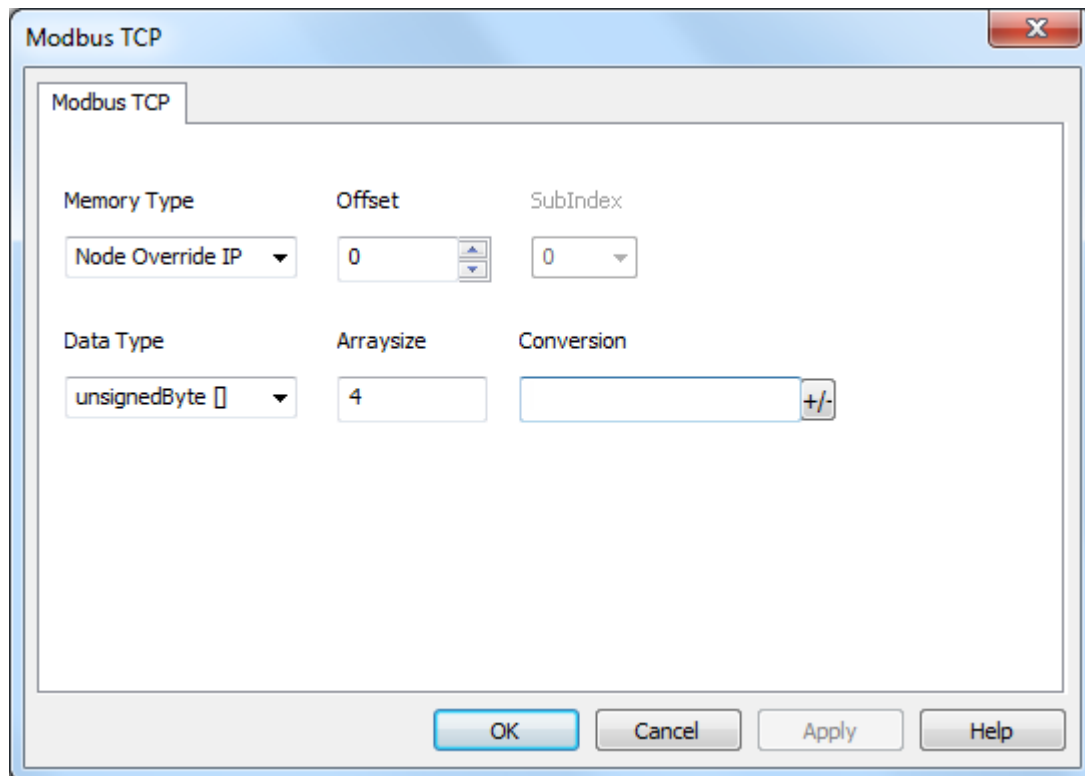 Modbus TCP
x
Modbus TCP
Memory Type Offset SubIndex
Node Override IP 0 0
Data Type Arraysize Conversion
unsignedByte [] 4 +/-
OK Cancel Apply Help